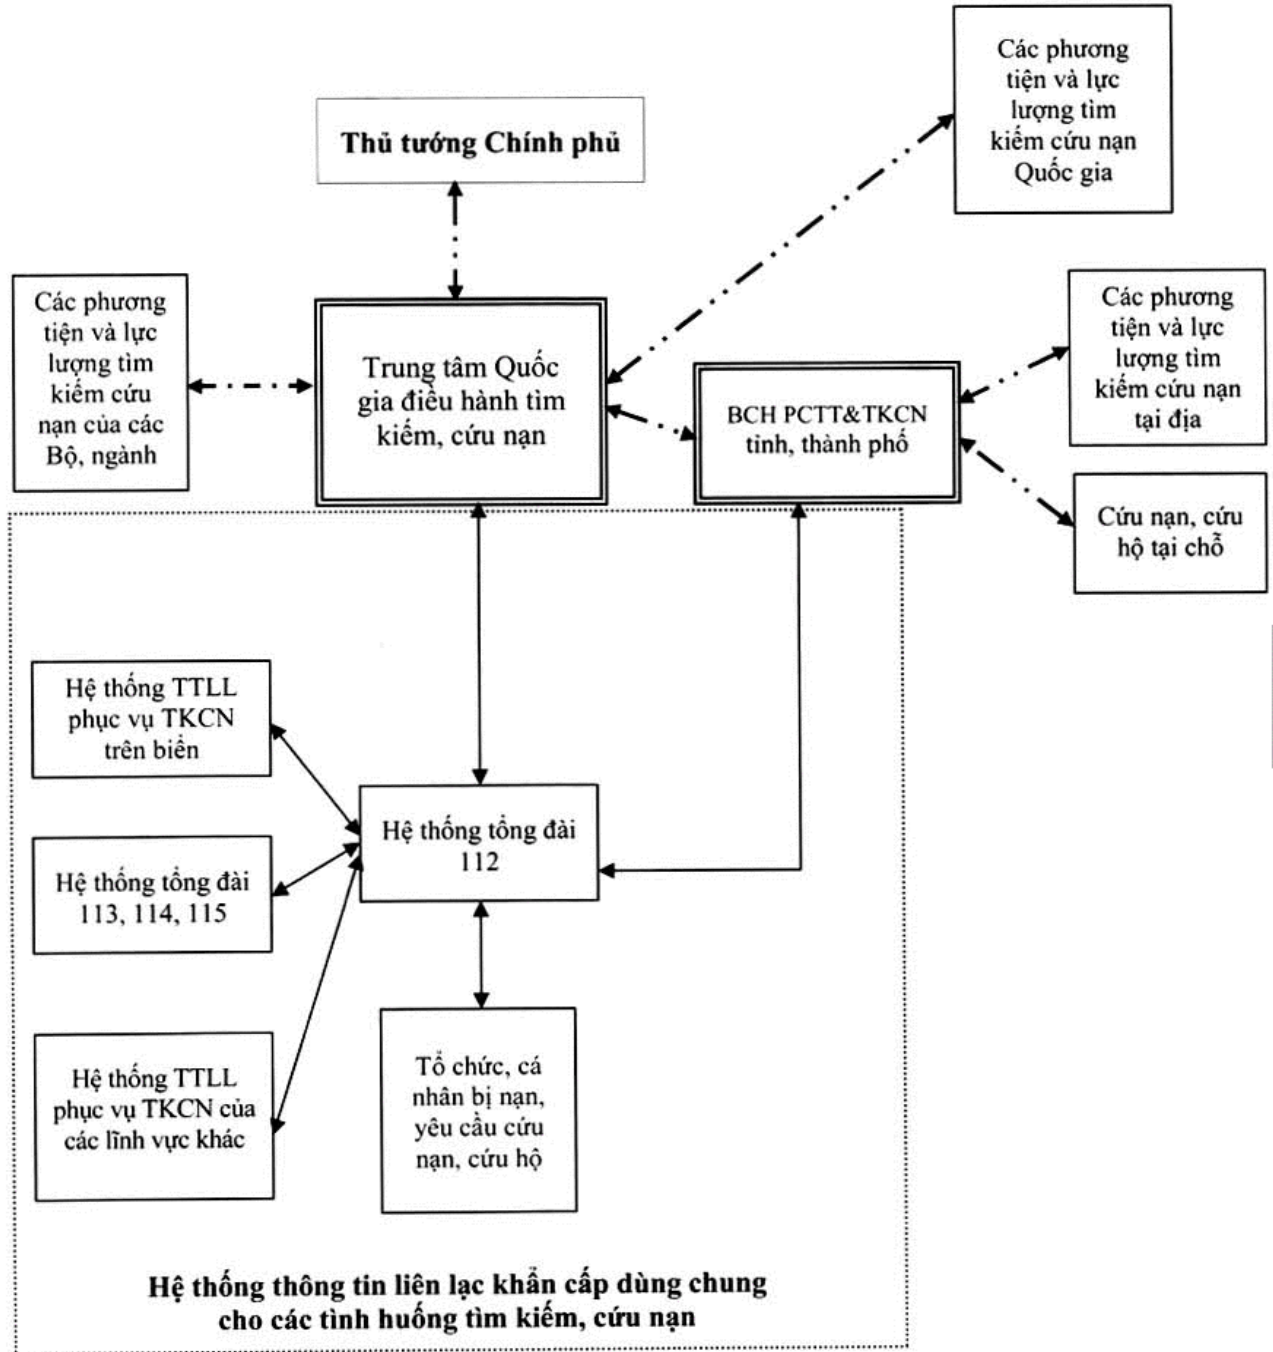 Các phương
tiện và lực
lượng tìm
kiếm cứu nạn
Quốc gia
Thủ tướng Chính phủ
Các phương
tiện và lực
lượng tìm
kiếm cứu
nạn của các
Bộ, ngành
Trung tâm Quốc
gia điều hành tìm
kiếm, cứu nạn
BCH PCTT&TKCN
tỉnh, thành phố
Các phương
tiện và lực
lượng tìm
kiếm cứu nạn
tại địa
Cứu nạn, cứu
hộ tại chỗ
Hệ thống TTLL
phục vụ TKCN
trên biển
Hệ thống tổng đài
112
Hệ thống tổng đài
113, 114, 115
Hệ thống TTLL
phục vụ TKCN của
các lĩnh vực khác
Tổ chức, cá
nhân bị nạn,
yêu cầu cứu
nạn, cứu hộ
Hệ thống thông tin liên lạc khẩn cấp dùng chung
cho các tình huống tìm kiếm, cứu nạn